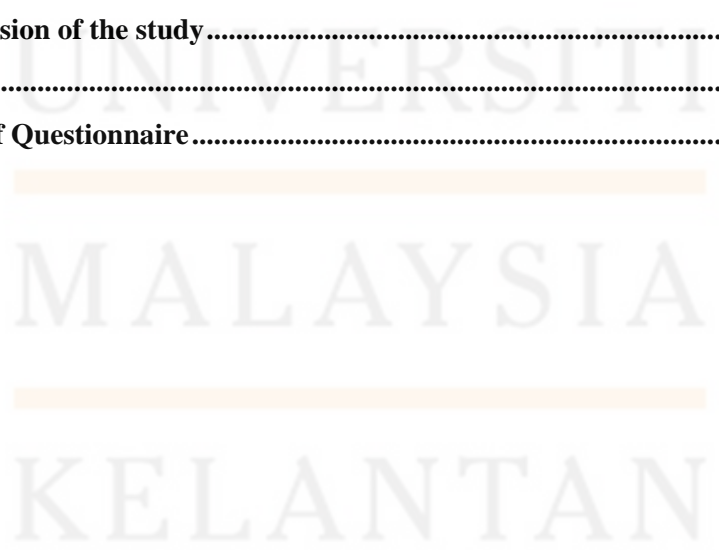 sion of the study..........................................................................
UNIVERSITI
..........................................................................................................
f Questionnaire............................................................................
MALAYSIA
KELANTAN